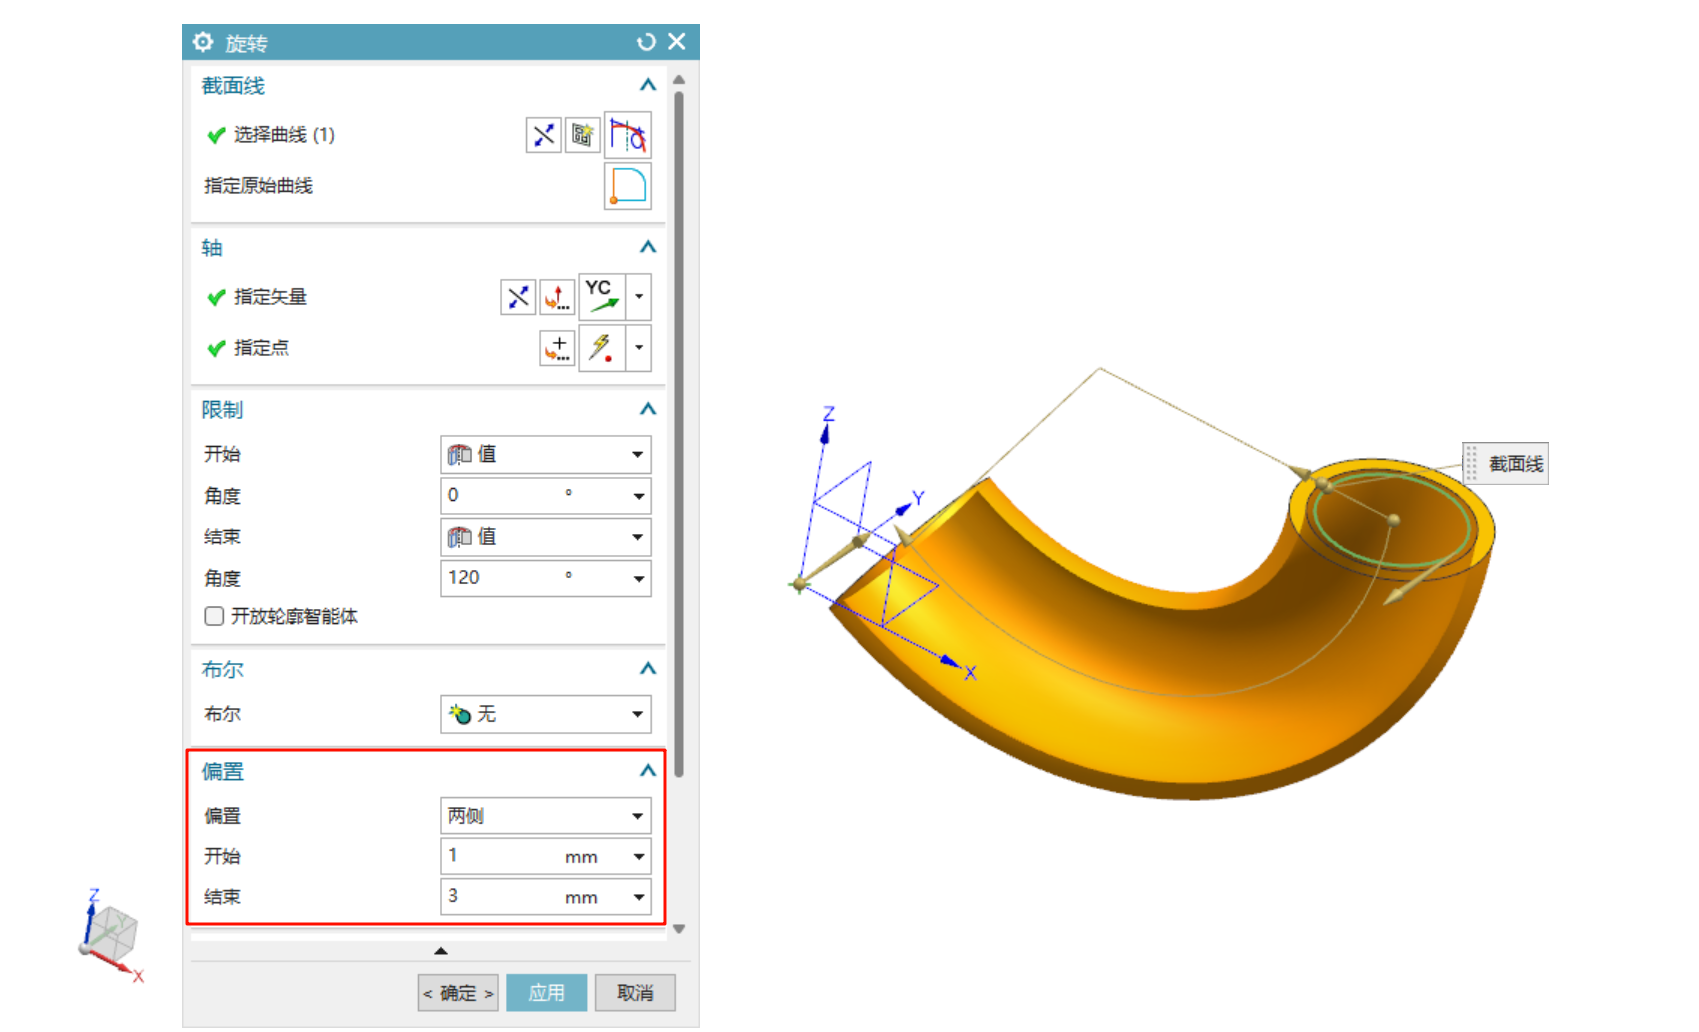 旋转
截面线
选择曲线 (1)
指定原始曲线
轴
指定矢量
YC
指定点
限制
开始 值
角度 0 °
结束 值
角度 120 °
开放轮廓智能体
布尔
布尔 无
偏置
偏置 两侧
开始 1 mm
结束 3 mm
< 确定 > 应用 取消
Z
Y
X
截面线
Z
Y
X